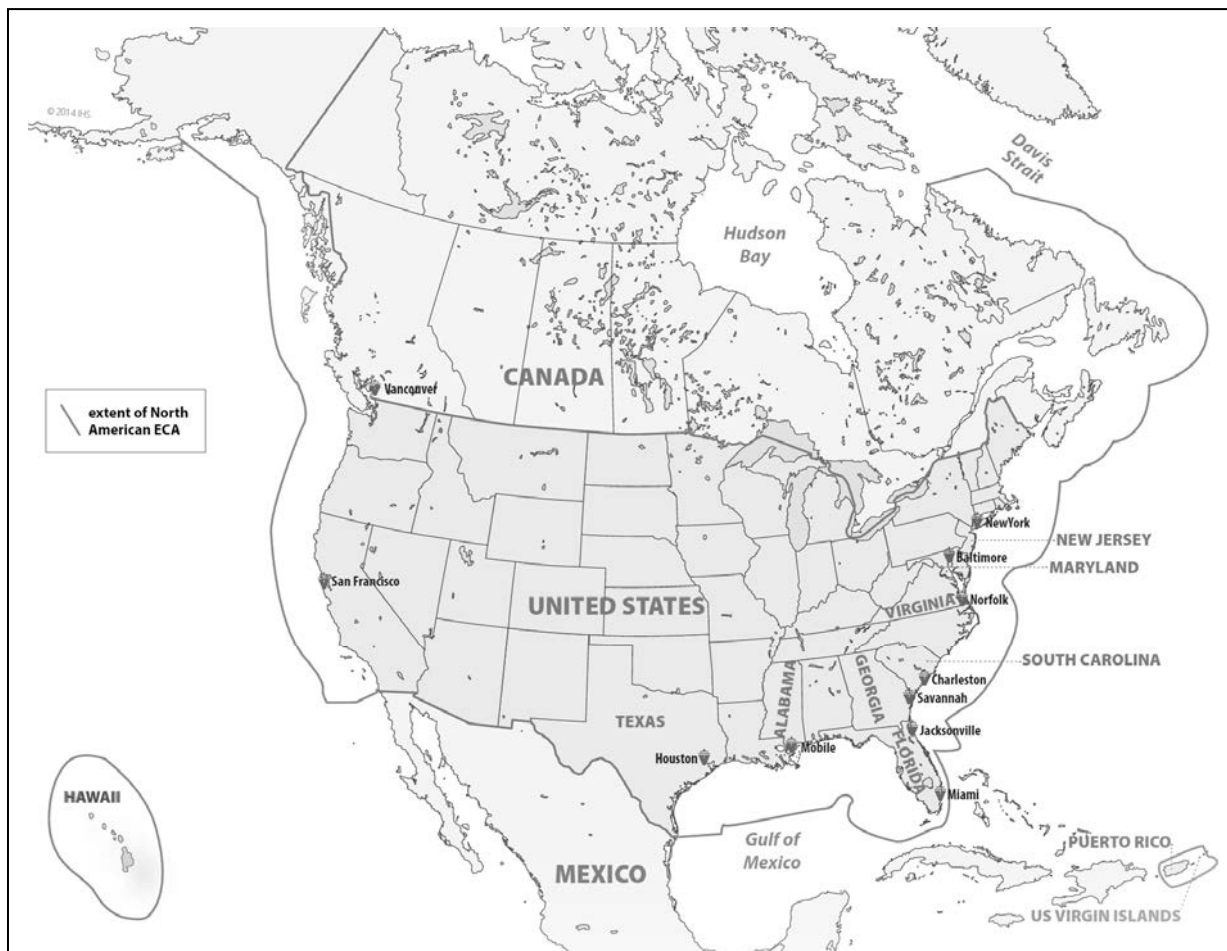 © 2014 IHS
Davis
Strait
Hudson
Bay
CANADA
Vancouver
extent of North
American ECA
NewYork
NEW JERSEY
Baltimore
MARYLAND
San Francisco
UNITED STATES
VIRGINIA
Norfolk
SOUTH CAROLINA
Charleston
Savannah
ALABAMA
GEORGIA
TEXAS
Jacksonville
Houston
Mobile
FLORIDA
Miami
HAWAII
Gulf of
Mexico
MEXICO
PUERTO RICO
US VIRGIN ISLANDS